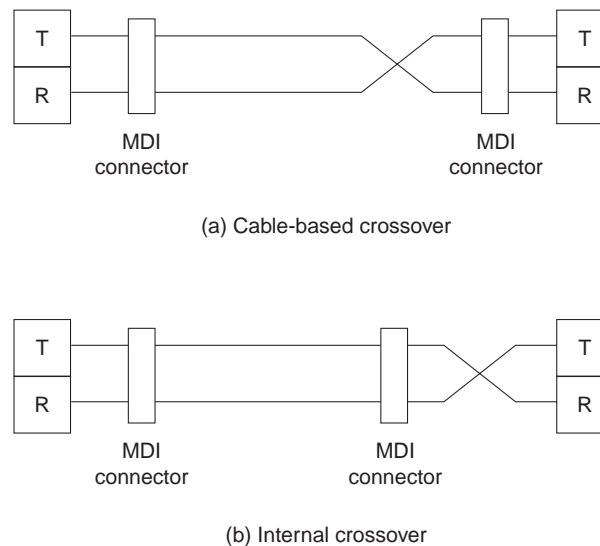 T
T
R
R
MDI
connector
MDI
connector
(a) Cable-based crossover
T
T
R
R
MDI
connector
MDI
connector
(b) Internal crossover